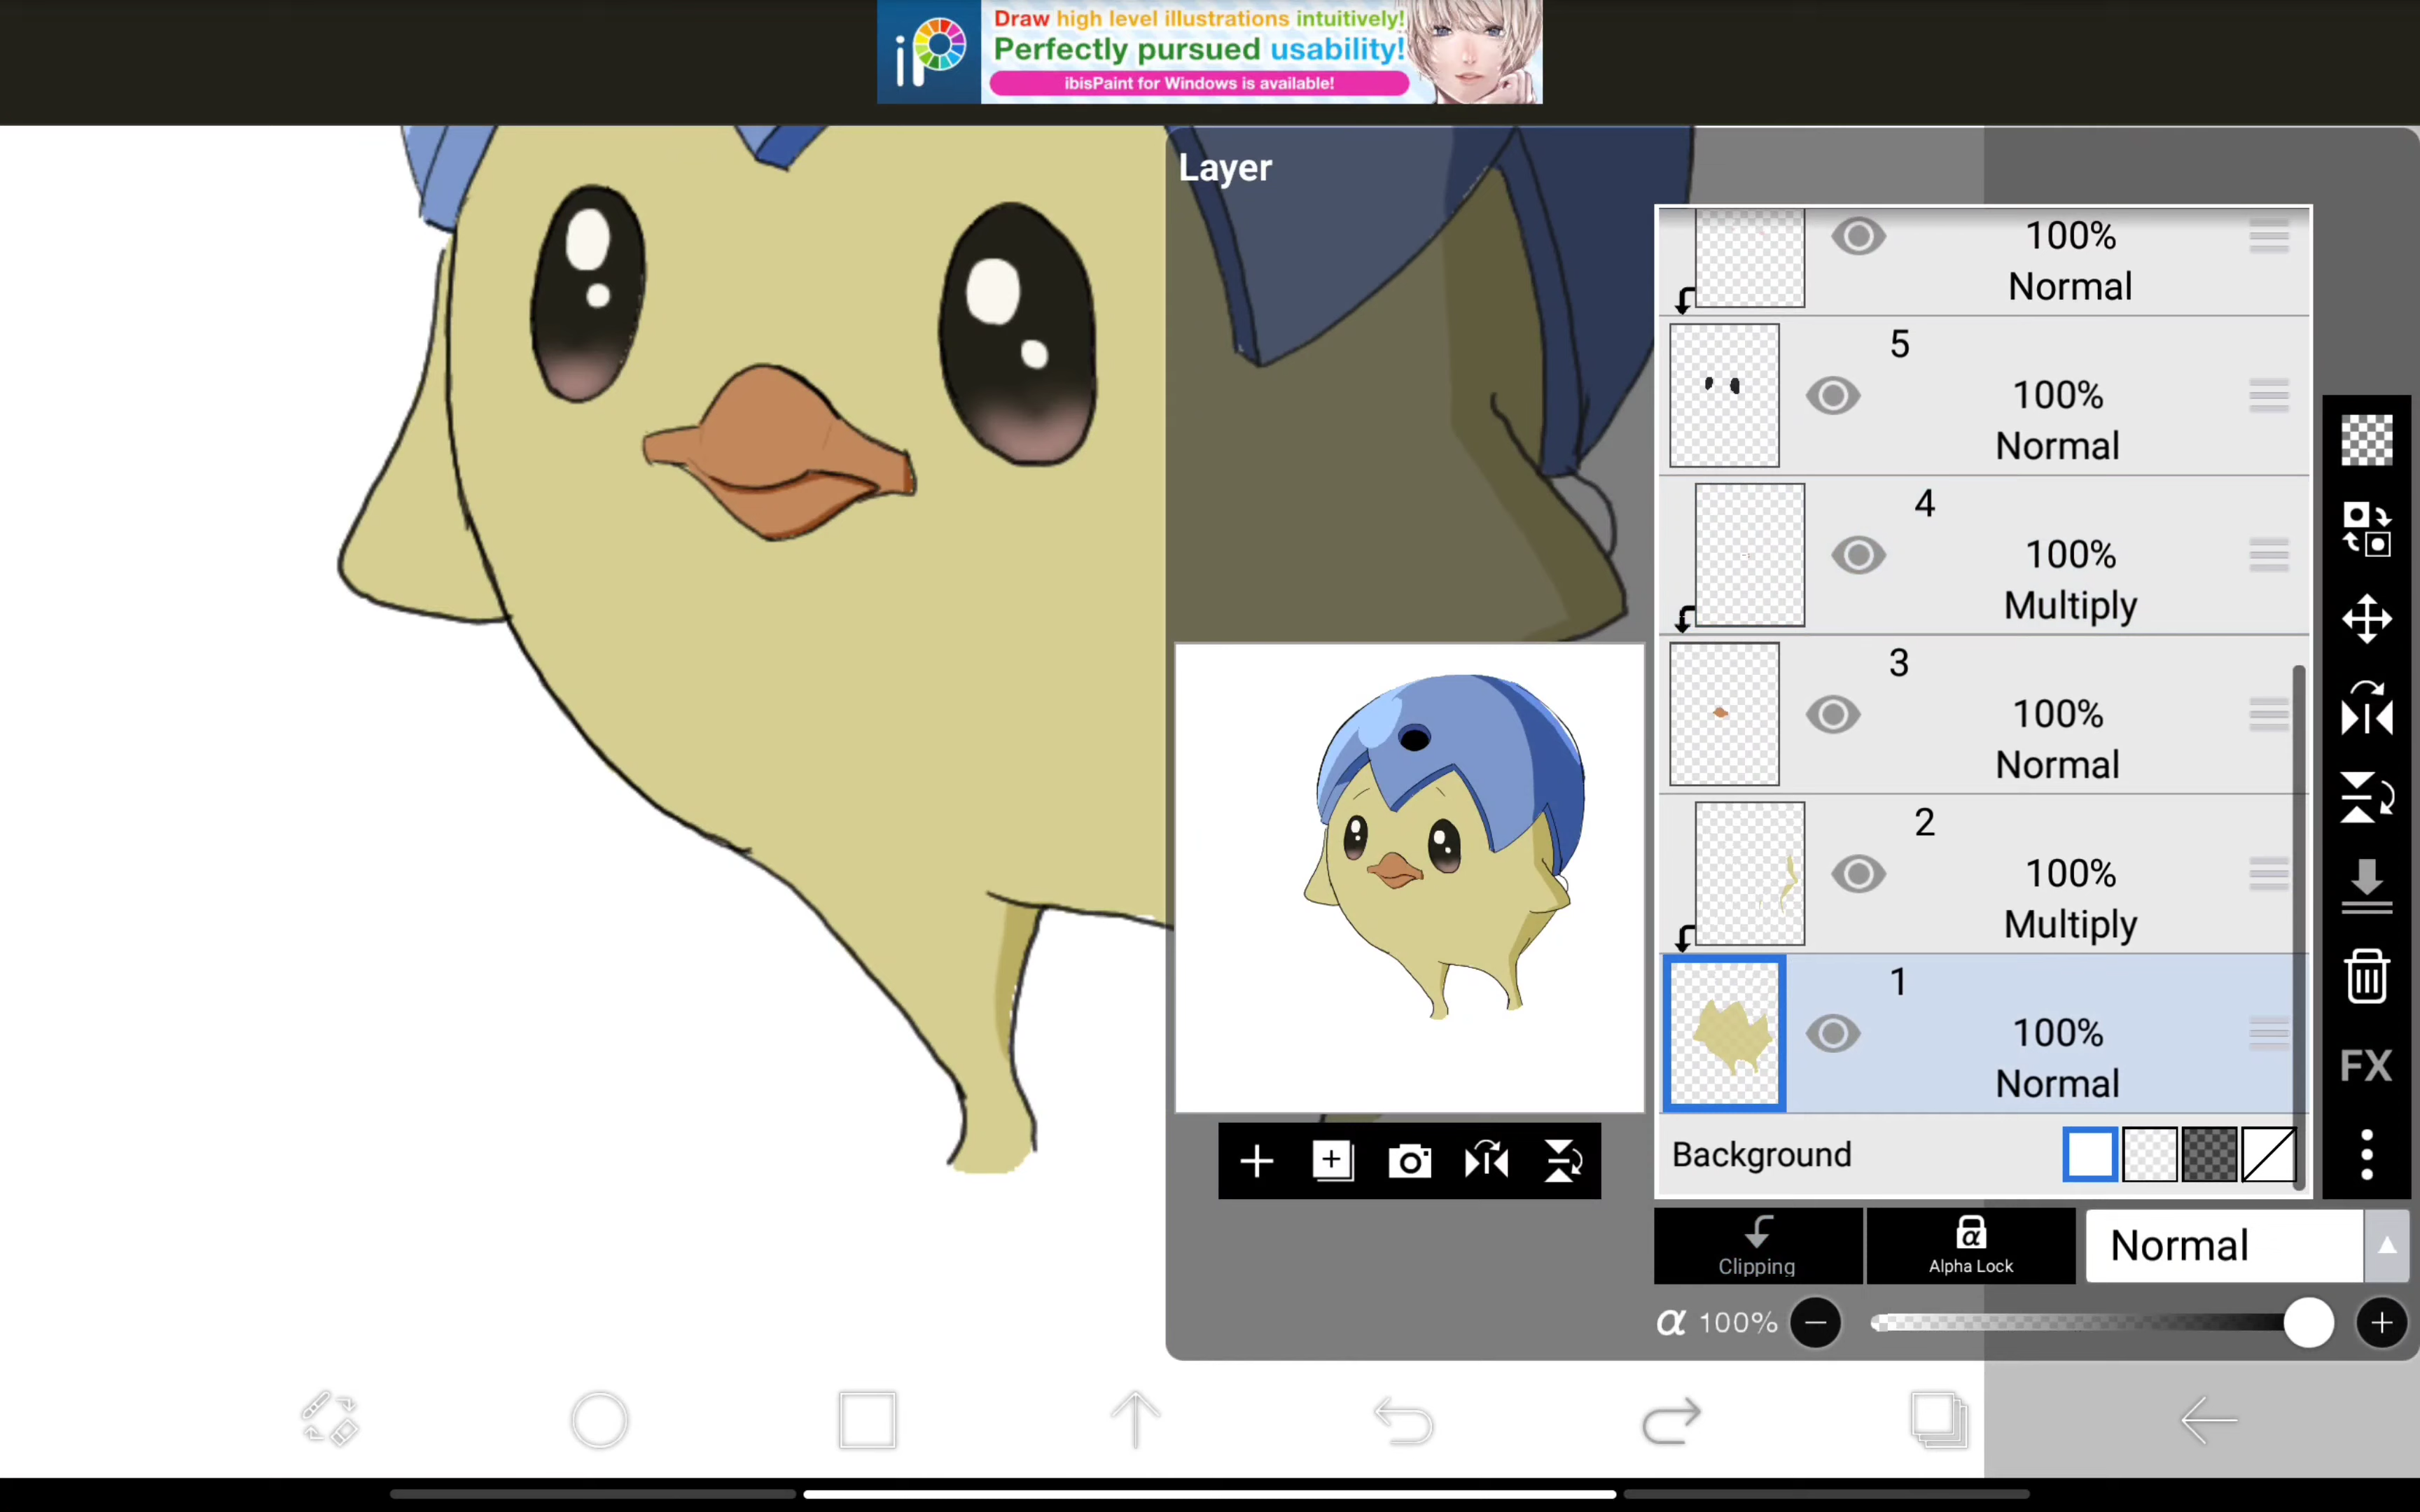 iP
Draw high level illustrations intuitively!
Perfectly pursued usability!
ibisPaint for Windows is available!
Layer
100%
Normal
5
100%
Normal
4
100%
Multiply
3
100%
Normal
2
100%
Multiply
1
100%
Normal
Background
FX
Clipping
α
Alpha Lock
Normal
α 100%